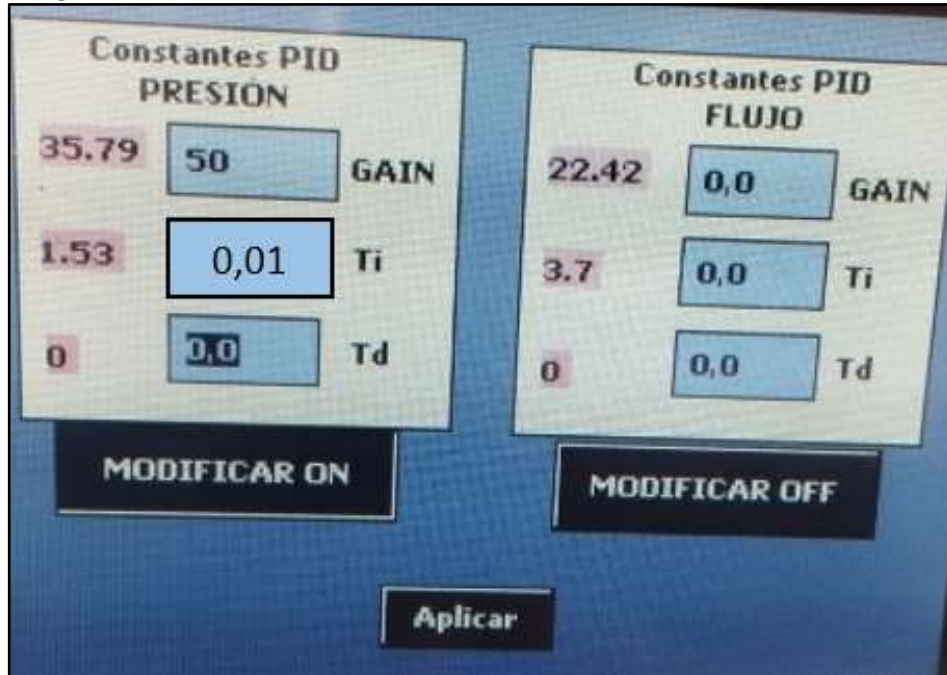 Constantes PID
PRESIÓN
35.79 50 GAIN
1.53 0,01 Ti
0 0,0 Td
MODIFICAR ON
Constantes PID
FLUJO
22.42 0,0 GAIN
3.7 0,0 Ti
0 0,0 Td
MODIFICAR OFF
Aplicar